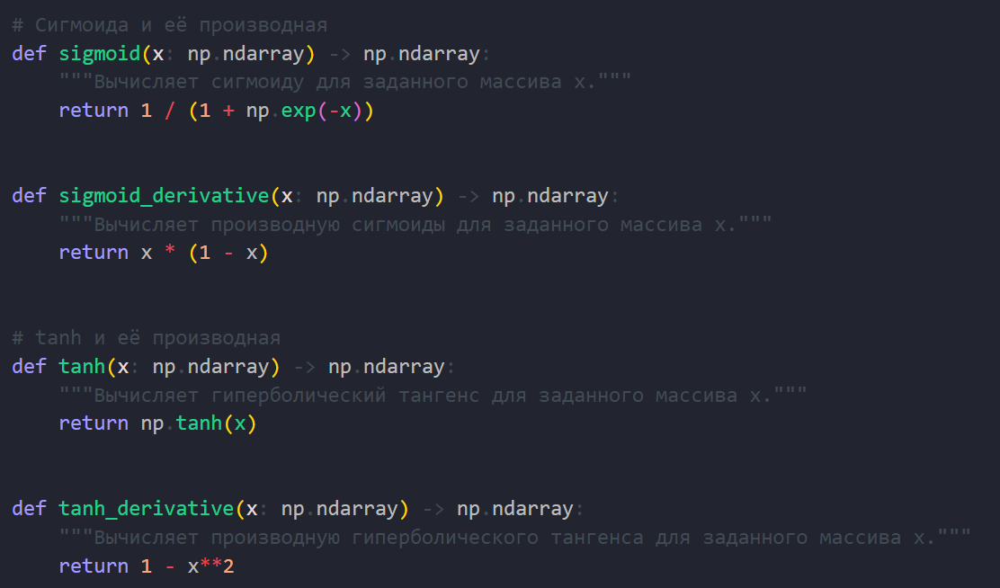 # Сигмоида и её производная
def sigmoid(x: np.ndarray) -> np.ndarray:
    """Вычисляет сигмоиду для заданного массива x."""
    return 1 / (1 + np.exp(-x))
def sigmoid_derivative(x: np.ndarray) -> np.ndarray:
    """Вычисляет производную сигмоиды для заданного массива x."""
    return x * (1 - x)
# tanh и её производная
def tanh(x: np.ndarray) -> np.ndarray:
    """Вычисляет гиперболический тангенс для заданного массива x."""
    return np.tanh(x)
def tanh_derivative(x: np.ndarray) -> np.ndarray:
    """Вычисляет производную гиперболического тангенса для заданного массива x."""
    return 1 - x**2